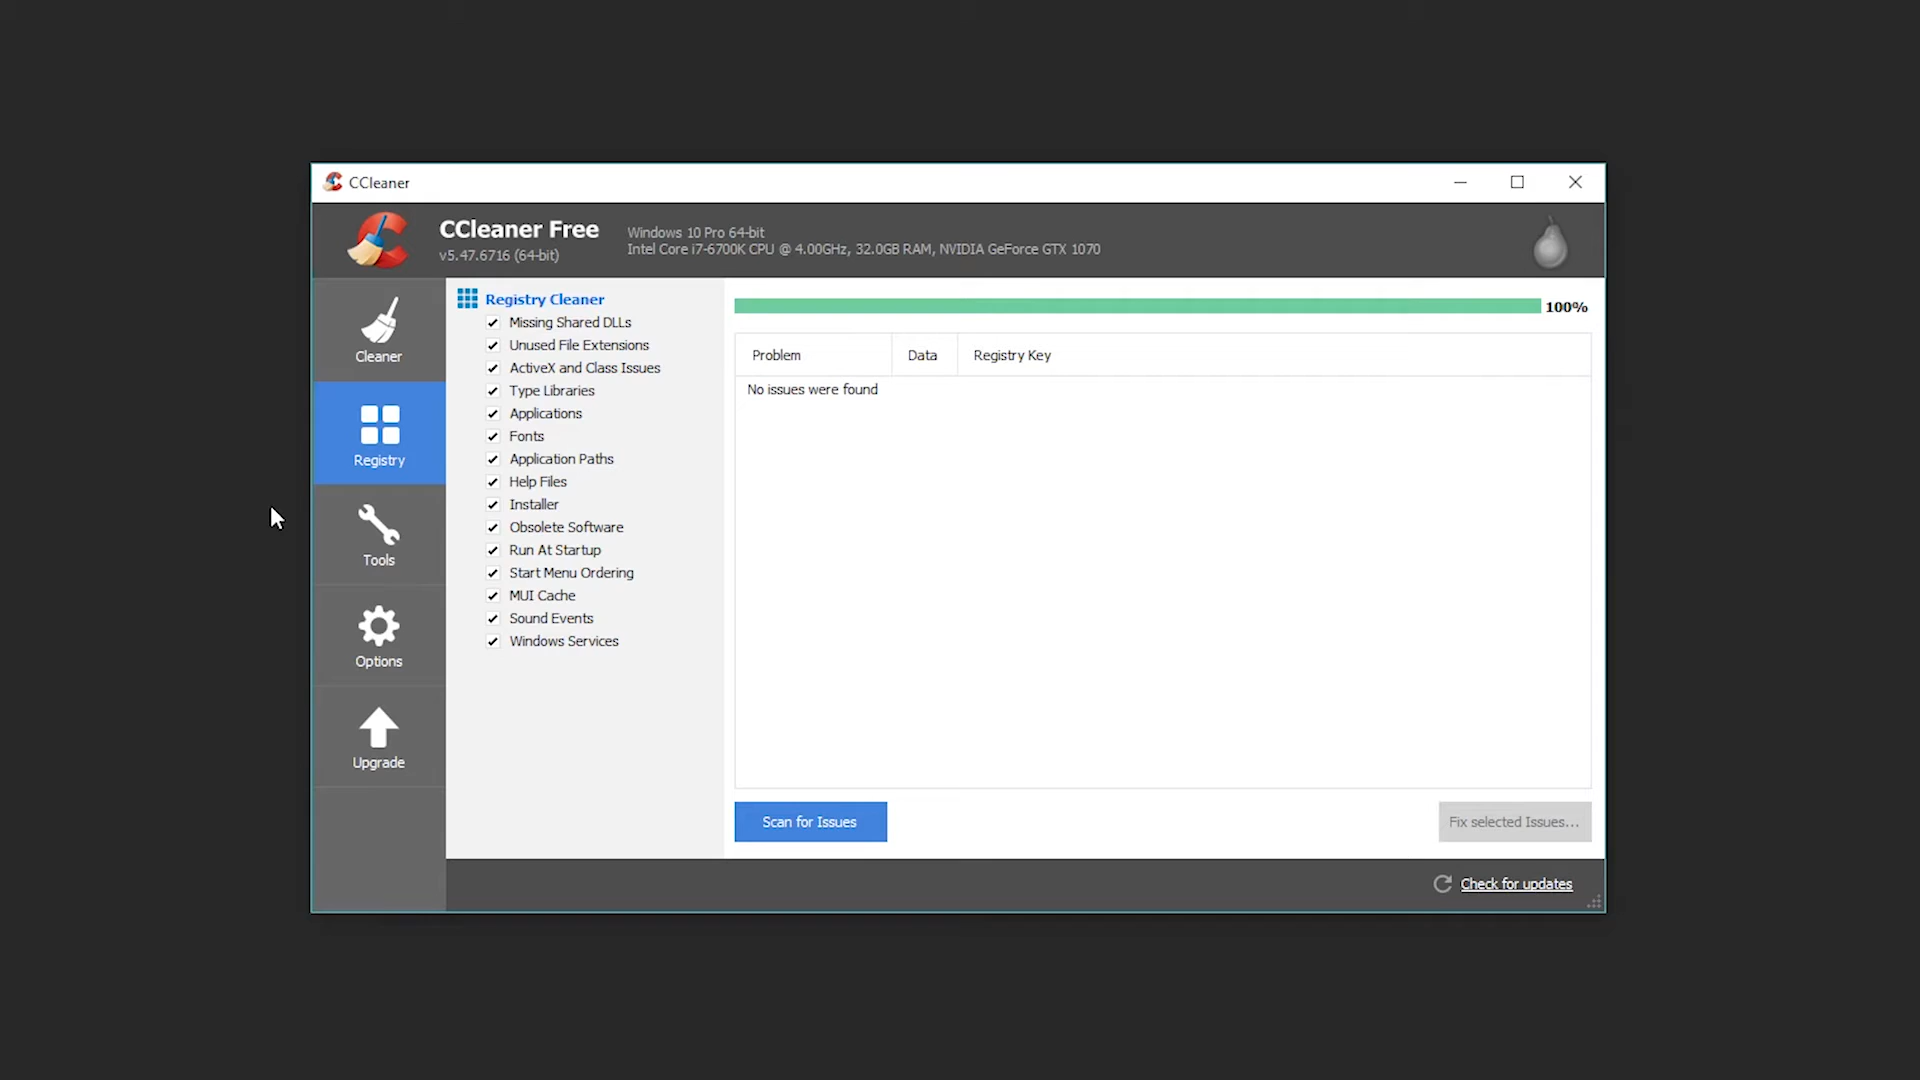 CCleaner
CCleaner Free
v5.47.6716 (64-bit)
Windows 10 Pro 64-bit
Intel Core i7-6700K CPU @ 4.00GHz, 32.0GB RAM, NVIDIA GeForce GTX 1070
Cleaner
Registry
Tools
Options
Upgrade
Registry Cleaner
Missing Shared DLLs
Unused File Extensions
ActiveX and Class Issues
Type Libraries
Applications
Fonts
Application Paths
Help Files
Installer
Obsolete Software
Run At Startup
Start Menu Ordering
MUI Cache
Sound Events
Windows Services
100%
Problem Data Registry Key
No issues were found
Scan for Issues
Fix selected Issues...
Check for updates